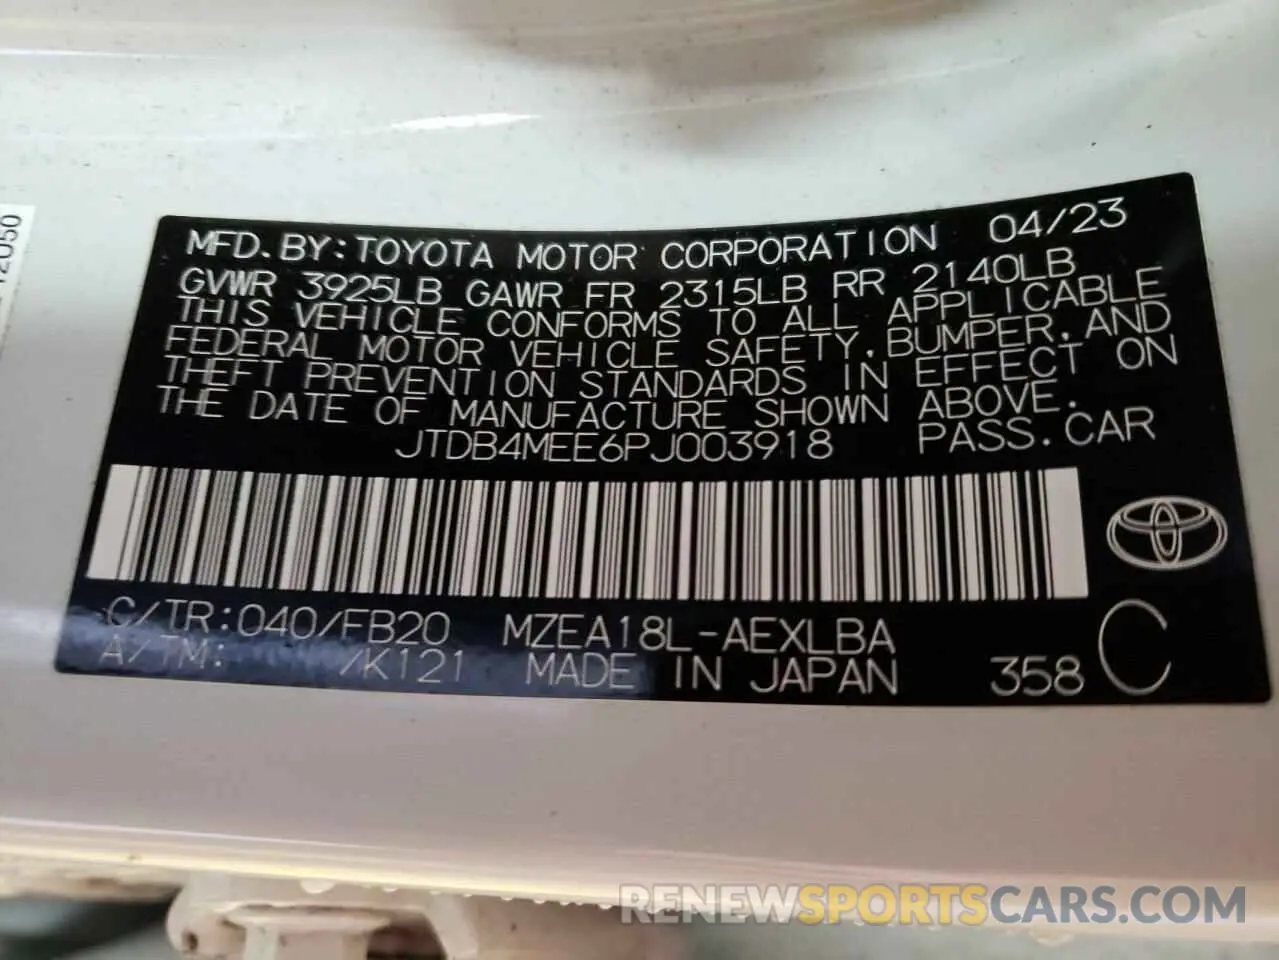 12050
MFD. BY: TOYOTA MOTOR CORPORATION 04/23
GVWR 3925LB GAWR FR 2315LB RR 2140LB
THIS VEHICLE CONFORMS TO ALL APPLICABLE
FEDERAL MOTOR VEHICLE SAFETY, BUMPER, AND
THEFT PREVENTION STANDARDS IN EFFECT ON
THE DATE OF MANUFACTURE SHOWN ABOVE.
JTDB4MEE6PJ003918 PASS. CAR
C/TR: 040/FB20 MZEA18L-AEXLBA C
A/TM: /K121 MADE IN JAPAN 358
RENEWSPORTSCARS.COM